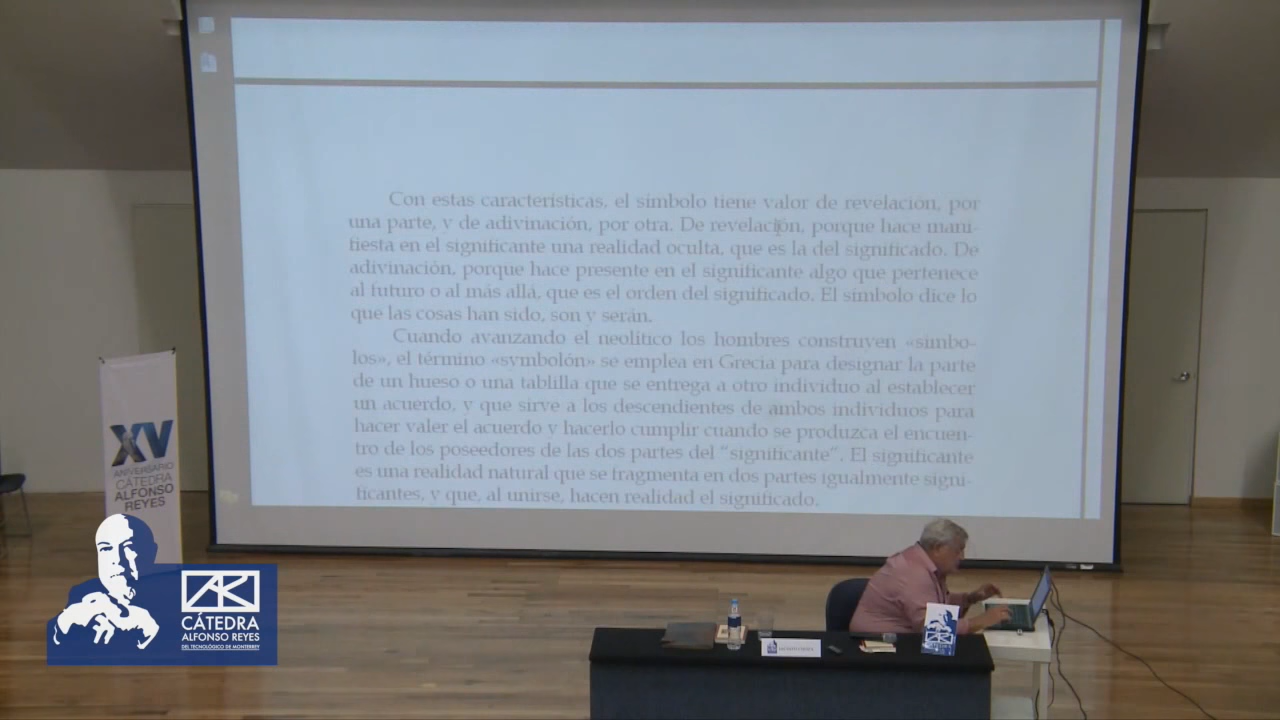 Con estas características, el símbolo tiene valor de revelación, por
una parte, y de adivinación, por otra. De revelación, porque hace mani-
fiesta en el significante una realidad oculta, que es la del significado. De
adivinación, porque hace presente en el significante algo que pertenece
al futuro o al más allá, que es el orden del significado. El símbolo dice lo
que las cosas han sido, son y serán.
Cuando avanzando el neolítico los hombres construyen «símbo-
los», el término «symbolón» se emplea en Grecia para designar la parte
de un hueso o una tablilla que se entrega a otro individuo al establecer
un acuerdo, y que sirve a los descendientes de ambos individuos para
hacer valer el acuerdo y hacerlo cumplir cuando se produzca el encuen-
tro de los poseedores de las dos partes del "significante". El significante
es una realidad natural que se fragmenta en dos partes igualmente signi-
ficantes, y que, al unirse, hacen realidad el significado.
XV
ANIVERSARIO
CÁTEDRA
ALFONSO
REYES
CÁTEDRA
ALFONSO REYES
DEL TECNOLÓGICO DE MONTERREY